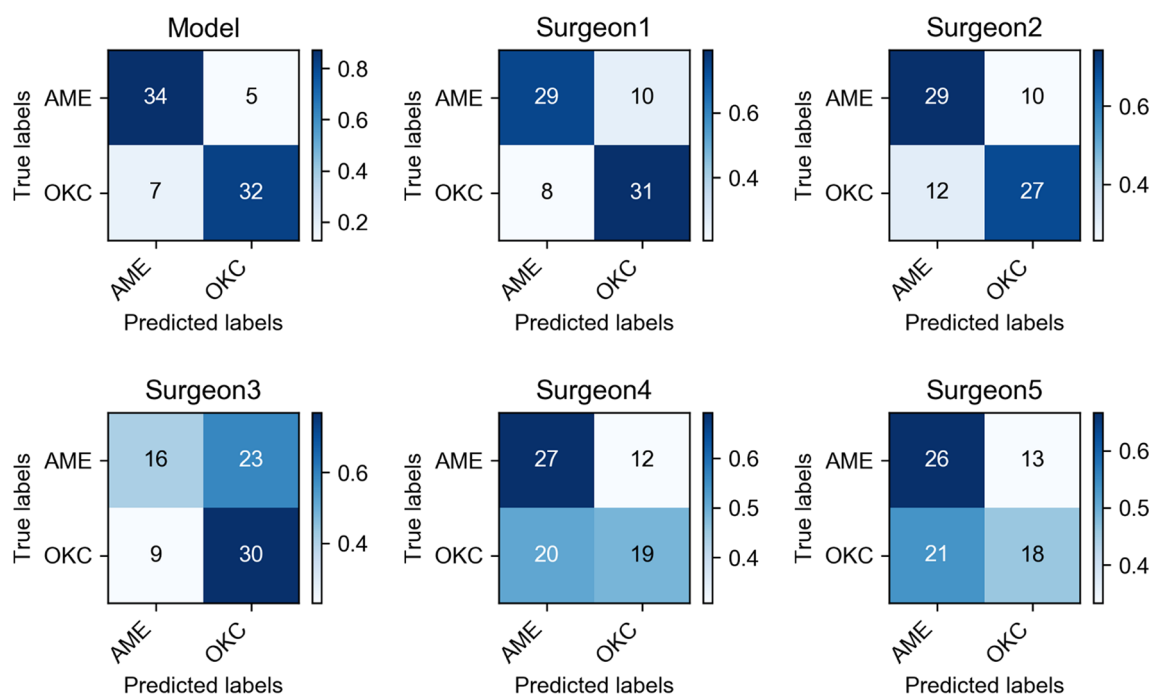 Model
Surgeon1
Surgeon2
True labels
AME
OKC
34
5
7
32
0.8
0.6
0.4
0.2
AME
OKC
Predicted labels
True labels
AME
OKC
29
10
8
31
0.6
0.4
AME
OKC
Predicted labels
True labels
AME
OKC
29
10
12
27
0.6
0.4
AME
OKC
Predicted labels
Surgeon3
Surgeon4
Surgeon5
True labels
AME
OKC
16
23
9
30
0.6
0.4
AME
OKC
Predicted labels
True labels
AME
OKC
27
12
20
19
0.6
0.5
0.4
AME
OKC
Predicted labels
True labels
AME
OKC
26
13
21
18
0.6
0.5
0.4
AME
OKC
Predicted labels